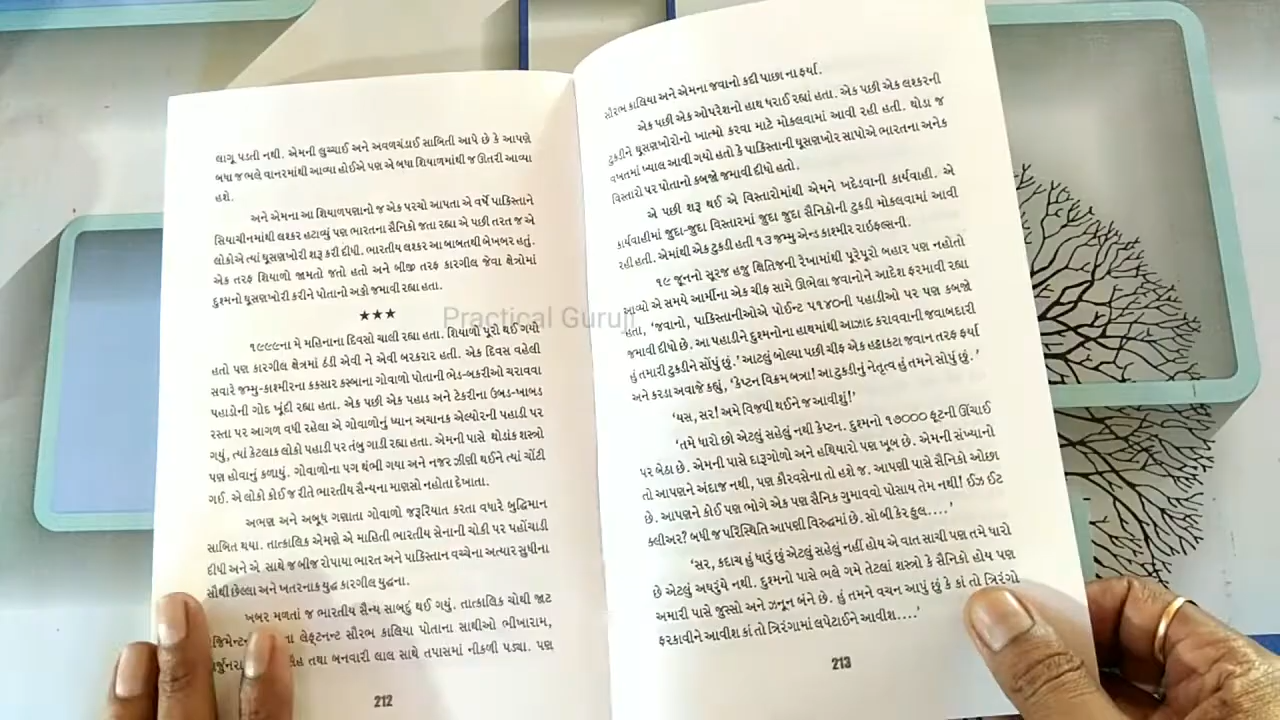 લાગૂ પડતી નથી. એમની લુચ્ચાઈ અને અવળચંડાઈ સાબિતી આપે છે કે આપણે
બધા જ ભલે વાનરમાંથી આવ્યા હોઈએ પણ એ બધા શિયાળમાંથી જ ઊતરી આવ્યા
હશે.
અને એમના આ શિયાળપણાનો જ એક પરચો આપતા એ વર્ષે પાકિસ્તાને
સિયાચીનમાંથી લશ્કર હટાવ્યું પણ ભારતના સૈનિકો જતા રહ્યા એ પછી તરત જ એ
લોકોએ ત્યાં ઘૂસણખોરી શરૂ કરી દીધી. ભારતીય લશ્કર આ બાબતથી બેખબર હતું.
એક તરફ શિયાળો જામતો જતો હતો અને બીજી તરફ કારગીલ જેવા ક્ષેત્રોમાં
દુશ્મનો ઘૂસણખોરી કરીને પોતાનો અડ્ડો જમાવી રહ્યા હતા.
★★★
૧૯૯૯ના મે મહિનાના દિવસો ચાલી રહ્યા હતા. શિયાળો પૂરો થઈ ગયો
હતો પણ કારગીલ ક્ષેત્રમાં ઠંડી એવી ને એવી બરકરાર હતી. એક દિવસ વહેલી
સવારે જમ્મુ-કાશ્મીરના કકસાર કસ્બાના ગોવાળો પોતાની ભેડ-બકરીઓ ચરાવવા
પહાડોની ગોદ ખૂંદી રહ્યા હતા. એક પછી એક પહાડ અને ટેકરીના ઉબડ-ખાબડ
રસ્તા પર આગળ વધી રહેલા એ ગોવાળોનું ધ્યાન અચાનક એલ્યોરની પહાડી પર
ગયું, ત્યાં કેટલાક લોકો પહાડી પર તંબુ ગાડી રહ્યા હતા. એમની પાસે થોડાંક શસ્ત્રો
પણ હોવાનું કળાયું. ગોવાળોના પગ થંભી ગયા અને નજર ઝીણી થઈને ત્યાં ચોંટી
ગઈ. એ લોકો કોઈ જ રીતે ભારતીય સૈન્યના માણસો નહોતા દેખાતા.
અભણ અને અબૂધ ગણાતા ગોવાળો જરૂરિયાત કરતા વધારે બુદ્ધિમાન
સાબિત થયા. તાત્કાલિક એમણે એ માહિતી ભારતીય સેનાની ચોકી પર પહોંચાડી
દીધી અને એ સાથે જ બીજ રોપાયા ભારત અને પાકિસ્તાન વચ્ચેના અત્યાર સુધીના
સૌથી છેલ્લા અને ખતરનાક યુદ્ધ કારગીલ યુદ્ધના.
ખબર મળતાં જ ભારતીય સૈન્ય સાબદું થઈ ગયું. તાત્કાલિક ચોથી જાટ
લેફ્ટનન્ટ સૌરભ કાલિયા પોતાના સાથીઓ ભીખારામ,
તથા બનવારી લાલ સાથે તપાસમાં નીકળી પડ્યા. પણ
212
સૌરભ કાલિયા અને એમના જવાનો કદી પાછા ના ફર્યા.
એક પછી એક ઓપરેશનો હાથ ધરાઈ રહ્યાં હતા. એક પછી એક લશ્કરની
ટુકડીને ઘૂસણખોરોનો ખાત્મો કરવા માટે મોકલવામાં આવી રહી હતી. થોડા જ
વખતમાં ખ્યાલ આવી ગયો હતો કે પાકિસ્તાની ઘૂસણખોર સાપોએ ભારતના અનેક
વિસ્તારો પર પોતાનો કબજો જમાવી દીધો હતો.
એ પછી શરૂ થઈ એ વિસ્તારોમાંથી એમને ખદેડવાની કાર્યવાહી. એ
કાર્યવાહીમાં જુદા-જુદા વિસ્તારમાં જુદા જુદા સૈનિકોની ટુકડી મોકલવામાં આવી
રહી હતી. એમાંથી એક ટુકડી હતી ૧૩ જમ્મુ એન્ડ કાશ્મીર રાઇફલ્સની.
૧૯ જૂનનો સૂરજ હજુ ક્ષિતિજની રેખામાંથી પૂરેપૂરો બહાર પણ નહોતો
આવ્યો એ સમયે આર્મીના એક ચીફ સામે ઊભેલા જવાનોને આદેશ ફરમાવી રહ્યા
હતા, ‘જવાનો, પાકિસ્તાનીઓએ પોઈન્ટ ૫૧૪૦ની પહાડીઓ પર પણ કબજો
જમાવી દીધો છે. આ પહાડીને દુશ્મનોના હાથમાંથી આઝાદ કરાવવાની જવાબદારી
હું તમારી ટુકડીને સોંપું છું.’ આટલું બોલ્યા પછી ચીફ એક હટ્ટાકટા જવાન તરફ ફર્યા
અને કરડા અવાજે કહ્યું, ‘કેપ્ટન વિક્રમ બત્રા! આ ટુકડીનું નેતૃત્વ હું તમને સોંપું છું.’
‘યસ, સર! અમે વિજયી થઈને જ આવીશું!’
‘તમે ધારો છો એટલું સહેલું નથી કેપ્ટન. દુશ્મનો ૧૭૦૦૦ ફૂટની ઊંચાઈ
પર બેઠા છે. એમની પાસે દારૂગોળો અને હથિયારો પણ ખૂબ છે. એમની સંખ્યાનો
તો આપણને અંદાજ નથી, પણ કૌરવસેના તો હશે જ. આપણી પાસે સૈનિકો ઓછા
છે. આપણને કોઈ પણ ભોગે એક પણ સૈનિક ગુમાવવો પોસાય તેમ નથી! ઈઝ ઈટ
ક્લીઅર? બધી જ પરિસ્થિતિ આપણી વિરુદ્ધમાં છે. સો બી કેર ફુલ....’
‘સર, કદાચ હું ધારું છું એટલું સહેલું નહીં હોય એ વાત સાચી પણ તમે ધારો
છે એટલું અઘરુંયે નથી. દુશ્મનો પાસે ભલે ગમે તેટલાં શસ્ત્રો કે સૈનિકો હોય પણ
અમારી પાસે જુસ્સો અને ઝનૂન બંને છે. હું તમને વચન આપું છું કે કાં તો ત્રિરંગો
ફરકાવીને આવીશ કાં તો ત્રિરંગામાં લપેટાઈને આવીશ....’
213
Practical Guruji